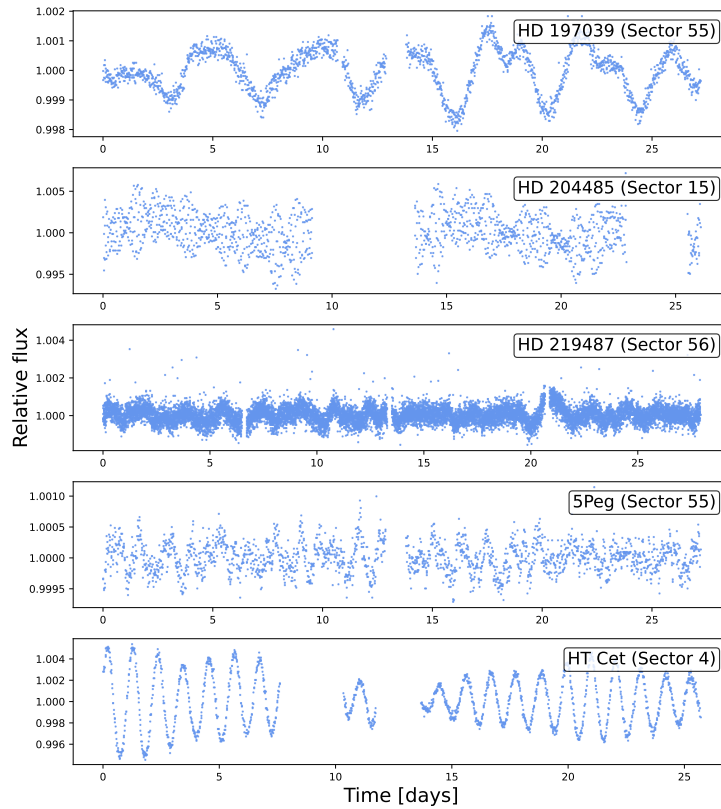 1.002
1.001
1.000
0.999
0.998
HD 197039 (Sector 55)
0 5 10 15 20 25
1.005
1.000
0.995
HD 204485 (Sector 15)
0 5 10 15 20 25
Relative flux
1.004
1.002
1.000
HD 219487 (Sector 56)
0 5 10 15 20 25
1.0010
1.0005
1.0000
0.9995
5Peg (Sector 55)
0 5 10 15 20 25
1.004
1.002
1.000
0.998
0.996
HT Cet (Sector 4)
0 5 10 15 20 25
Time [days]